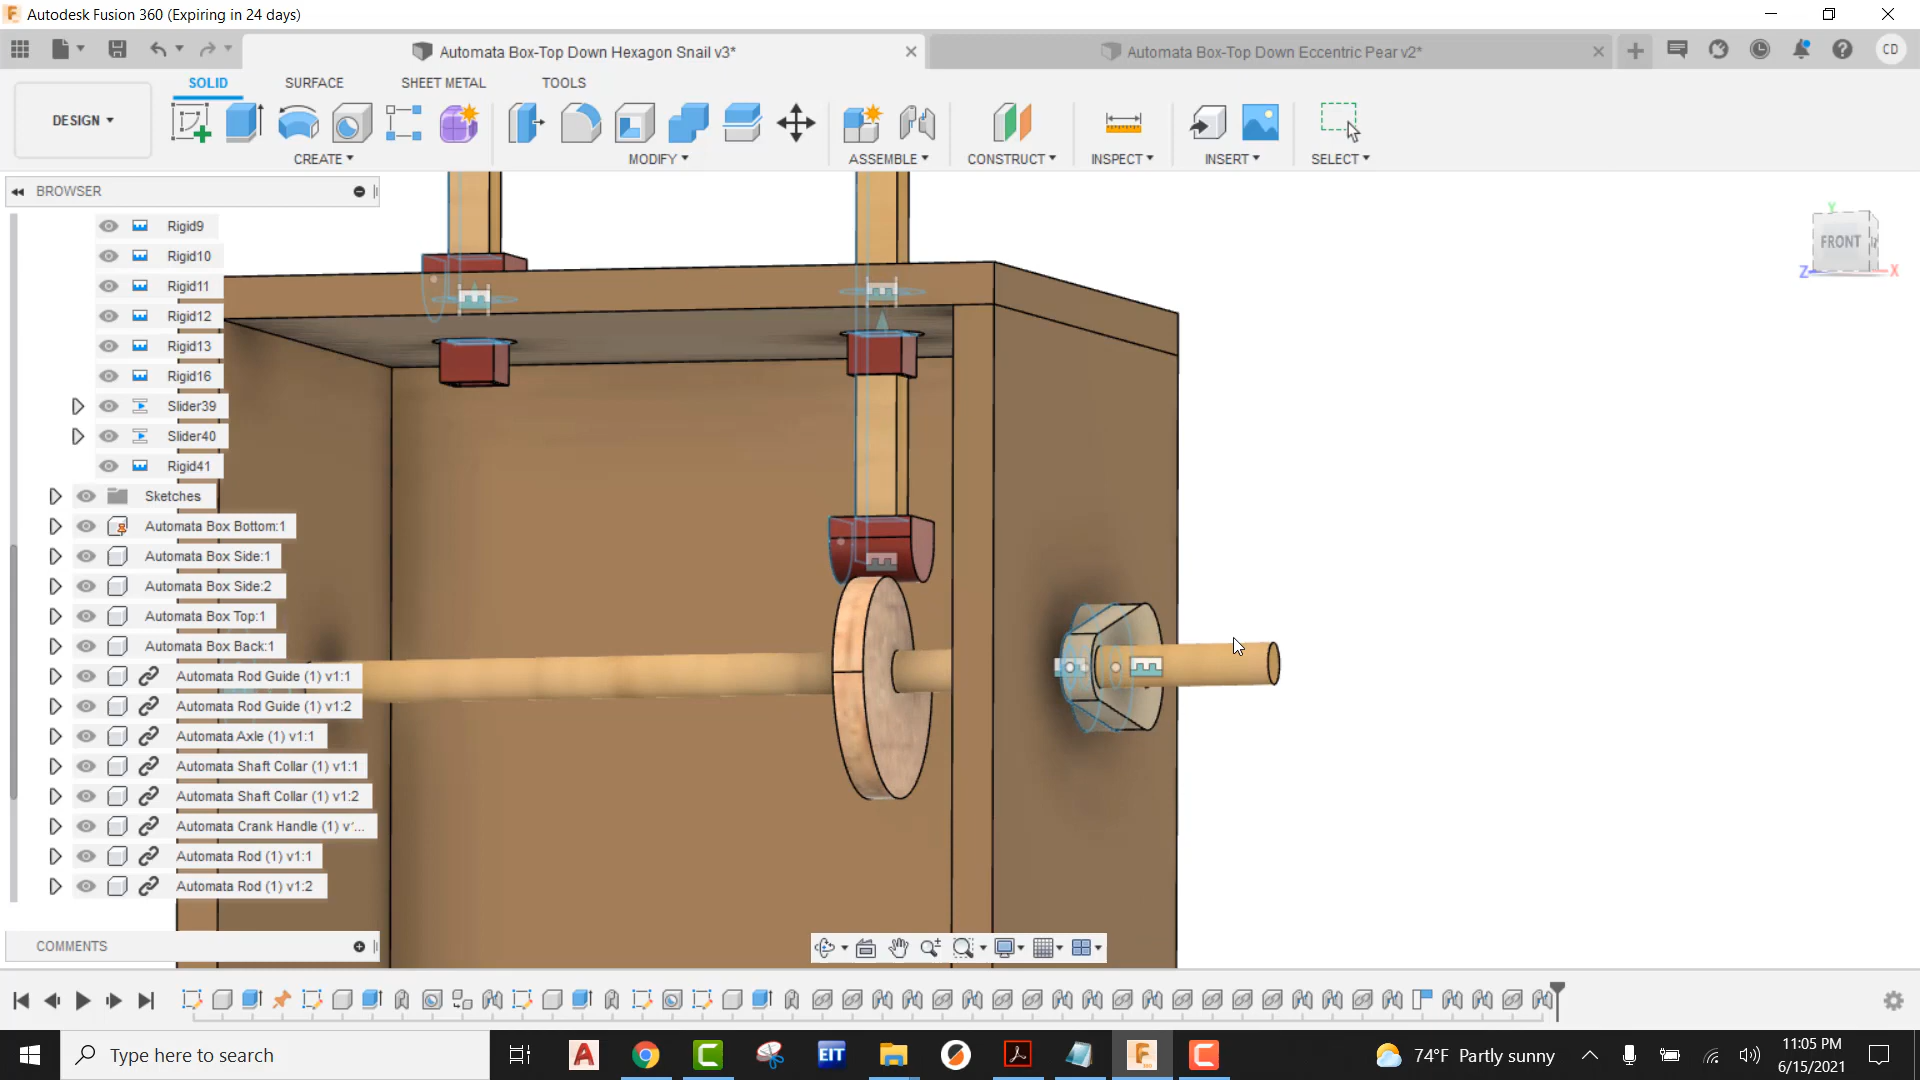 Autodesk Fusion 360 (Expiring in 24 days)
Automata Box-Top Down Hexagon Snail v3*
Automata Box-Top Down Eccentric Pear v2*
CD
SOLID
SURFACE
SHEET METAL
TOOLS
DESIGN
CREATE
MODIFY
ASSEMBLE
CONSTRUCT
INSPECT
INSERT
SELECT
BROWSER
Rigid9
Rigid10
Rigid11
Rigid12
Rigid13
Rigid16
Slider39
Slider40
Rigid41
Sketches
Automata Box Bottom:1
Automata Box Side:1
Automata Box Side:2
Automata Box Top:1
Automata Box Back:1
Automata Rod Guide (1) v1:1
Automata Rod Guide (1) v1:2
Automata Axle (1) v1:1
Automata Shaft Collar (1) v1:1
Automata Shaft Collar (1) v1:2
Automata Crank Handle (1) v'...
Automata Rod (1) v1:1
Automata Rod (1) v1:2
Y
FRONT
Z
X
COMMENTS
Type here to search
EIT
74°F Partly sunny
11:05 PM
6/15/2021